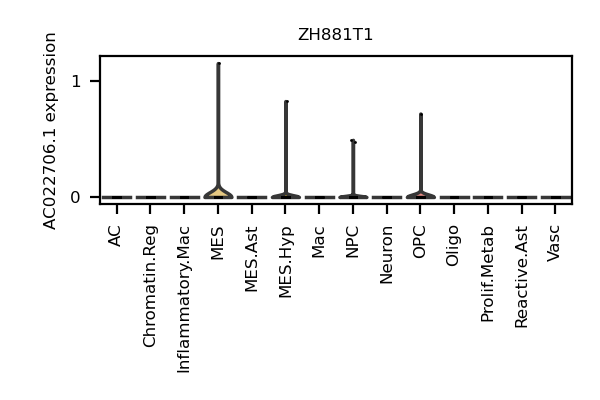 ZH881T1
AC022706.1 expression
1
0
AC
Chromatin.Reg
Inflammatory.Mac
MES
MES.Ast
MES.Hyp
Mac
NPC
Neuron
OPC
Oligo
Prolif.Metab
Reactive.Ast
Vasc